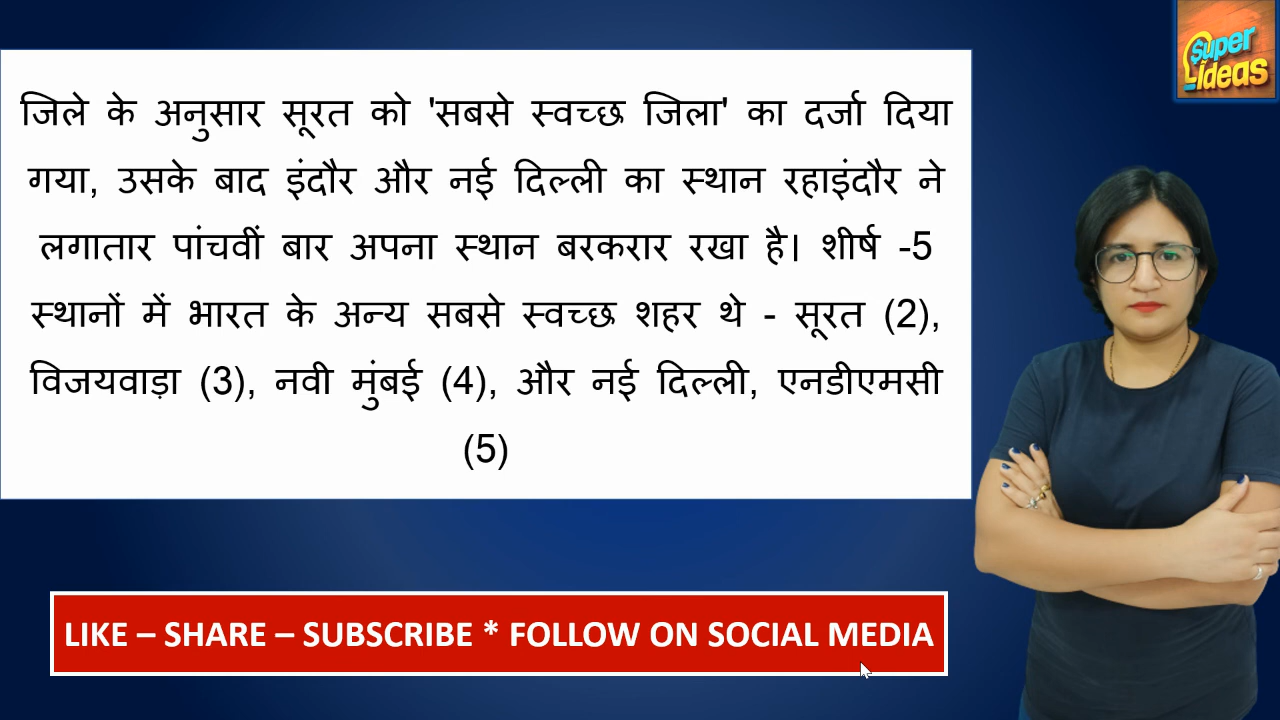 Super
Ideas
जिले के अनुसार सूरत को 'सबसे स्वच्छ जिला' का दर्जा दिया
गया, उसके बाद इंदौर और नई दिल्ली का स्थान रहाइंदौर ने
लगातार पांचवीं बार अपना स्थान बरकरार रखा है। शीर्ष -5
स्थानों में भारत के अन्य सबसे स्वच्छ शहर थे - सूरत (2),
विजयवाड़ा (3), नवी मुंबई (4), और नई दिल्ली, एनडीएमसी
(5)
LIKE – SHARE – SUBSCRIBE * FOLLOW ON SOCIAL MEDIA